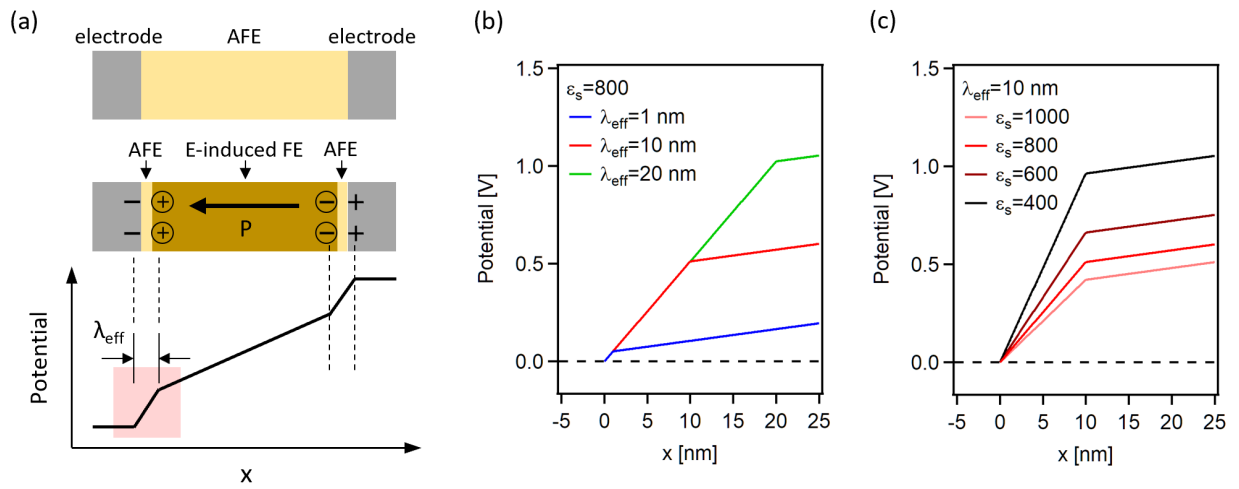 (a)
electrode AFE electrode
AFE E-induced FE AFE
− + − +
P
− + − +
λeff
Potential
x
(b)
εs=800
λeff=1 nm
λeff=10 nm
λeff=20 nm
1.5
1.0
0.5
0.0
Potential [V]
-5 0 5 10 15 20 25
x [nm]
(c)
λeff=10 nm
εs=1000
εs=800
εs=600
εs=400
1.5
1.0
0.5
0.0
Potential [V]
-5 0 5 10 15 20 25
x [nm]